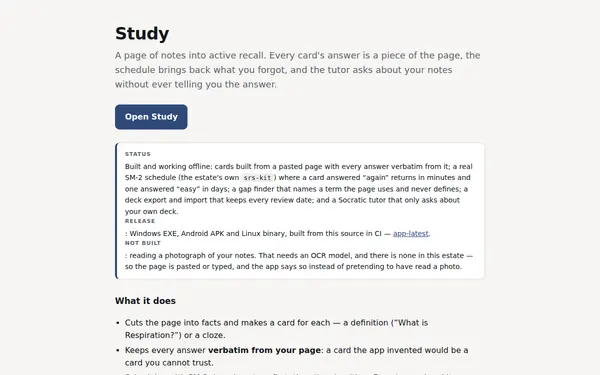 Study
A page of notes into active recall. Every card's answer is a piece of the page, the
schedule brings back what you forgot, and the tutor asks about your notes
without ever telling you the answer.
Open Study
STATUS
Built and working offline: cards built from a pasted page with every answer verbatim from it; a real
SM-2 schedule (the estate's own srs-kit) where a card answered “again” returns in minutes and
one answered “easy” in days; a gap finder that names a term the page uses and never defines; a
deck export and import that keeps every review date; and a Socratic tutor that only asks about
your own deck.
RELEASE
: Windows EXE, Android APK and Linux binary, built from this source in CI — app-latest.
NOT BUILT
: reading a photograph of your notes. That needs an OCR model, and there is none in this estate —
so the page is pasted or typed, and the app says so instead of pretending to have read a photo.
What it does
• Cuts the page into facts and makes a card for each — a definition (“What is
Respiration?”) or a cloze.
• Keeps every answer verbatim from your page: a card the app invented would be a
card you cannot trust.